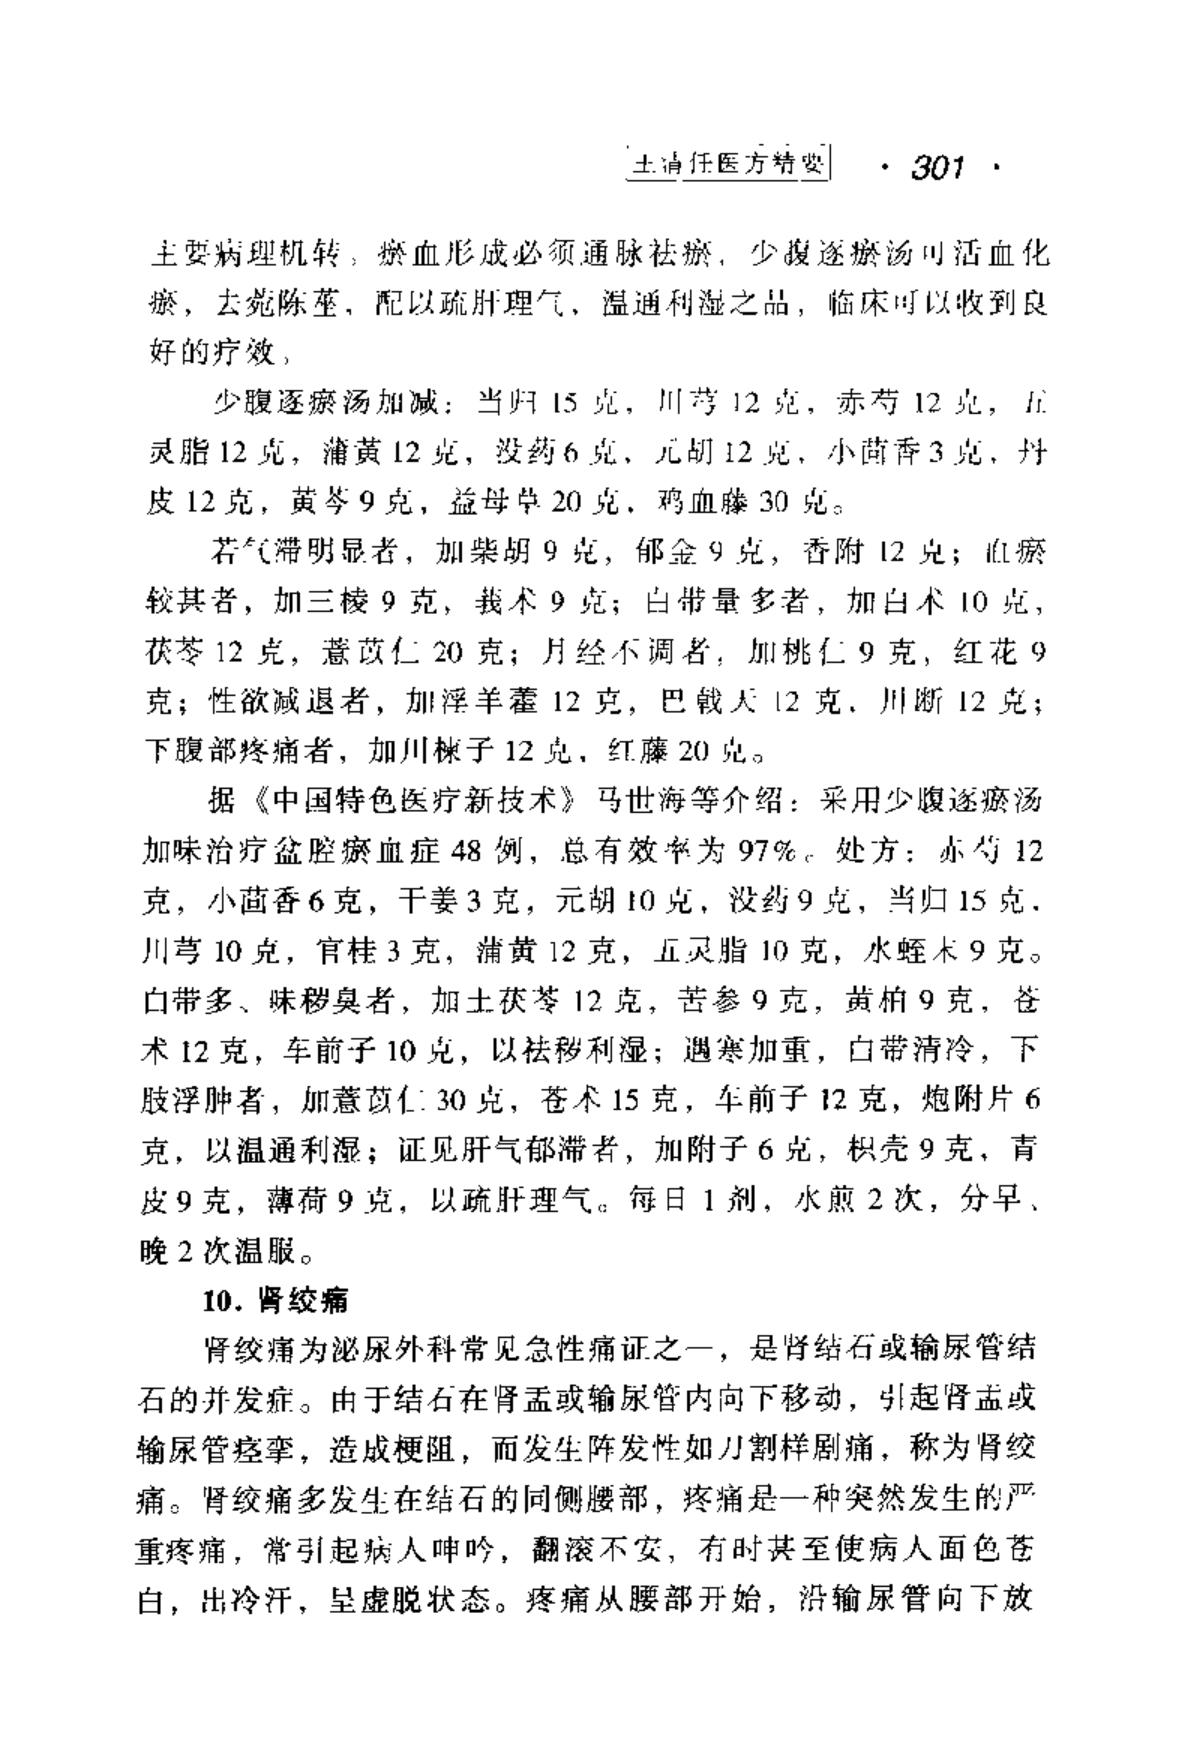 王清任医方精要 · 301 ·
主要病理机转。瘀血形成必须通脉祛瘀，少腹逐瘀汤可活血化
瘀，去菀陈莝，配以疏肝理气，温通利湿之品，临床可以收到良
好的疗效。
少腹逐瘀汤加减：当归 15 克，川芎 12 克，赤芍 12 克，五
灵脂 12 克，蒲黄 12 克，没药 6 克，元胡 12 克，小茴香 3 克，丹
皮 12 克，黄芩 9 克，益母草 20 克，鸡血藤 30 克。
若气滞明显者，加柴胡 9 克，郁金 9 克，香附 12 克；血瘀
较甚者，加三棱 9 克，莪术 9 克；白带量多者，加白术 10 克，
茯苓 12 克，薏苡仁 20 克；月经不调者，加桃仁 9 克，红花 9
克；性欲减退者，加淫羊藿 12 克，巴戟天 12 克，川断 12 克；
下腹部疼痛者，加川楝子 12 克，红藤 20 克。
据《中国特色医疗新技术》马世海等介绍：采用少腹逐瘀汤
加味治疗盆腔瘀血症 48 例，总有效率为 97%。处方：赤芍 12
克，小茴香 6 克，干姜 3 克，元胡 10 克，没药 9 克，当归 15 克，
川芎 10 克，官桂 3 克，蒲黄 12 克，五灵脂 10 克，水蛭末 9 克。
白带多、味秽臭者，加土茯苓 12 克，苦参 9 克，黄柏 9 克，苍
术 12 克，车前子 10 克，以祛秽利湿；遇寒加重，白带清冷，下
肢浮肿者，加薏苡仁 30 克，苍术 15 克，车前子 12 克，炮附片 6
克，以温通利湿；证见肝气郁滞者，加附子 6 克，枳壳 9 克，青
皮 9 克，薄荷 9 克，以疏肝理气。每日 1 剂，水煎 2 次，分早、
晚 2 次温服。
10. 肾绞痛
肾绞痛为泌尿外科常见急性痛证之一，是肾结石或输尿管结
石的并发症。由于结石在肾盂或输尿管内向下移动，引起肾盂或
输尿管痉挛，造成梗阻，而发生阵发性如刀割样剧痛，称为肾绞
痛。肾绞痛多发生在结石的同侧腰部，疼痛是一种突然发生的严
重疼痛，常引起病人呻吟，翻滚不安，有时甚至使病人面色苍
白，出冷汗，呈虚脱状态。疼痛从腰部开始，沿输尿管向下放